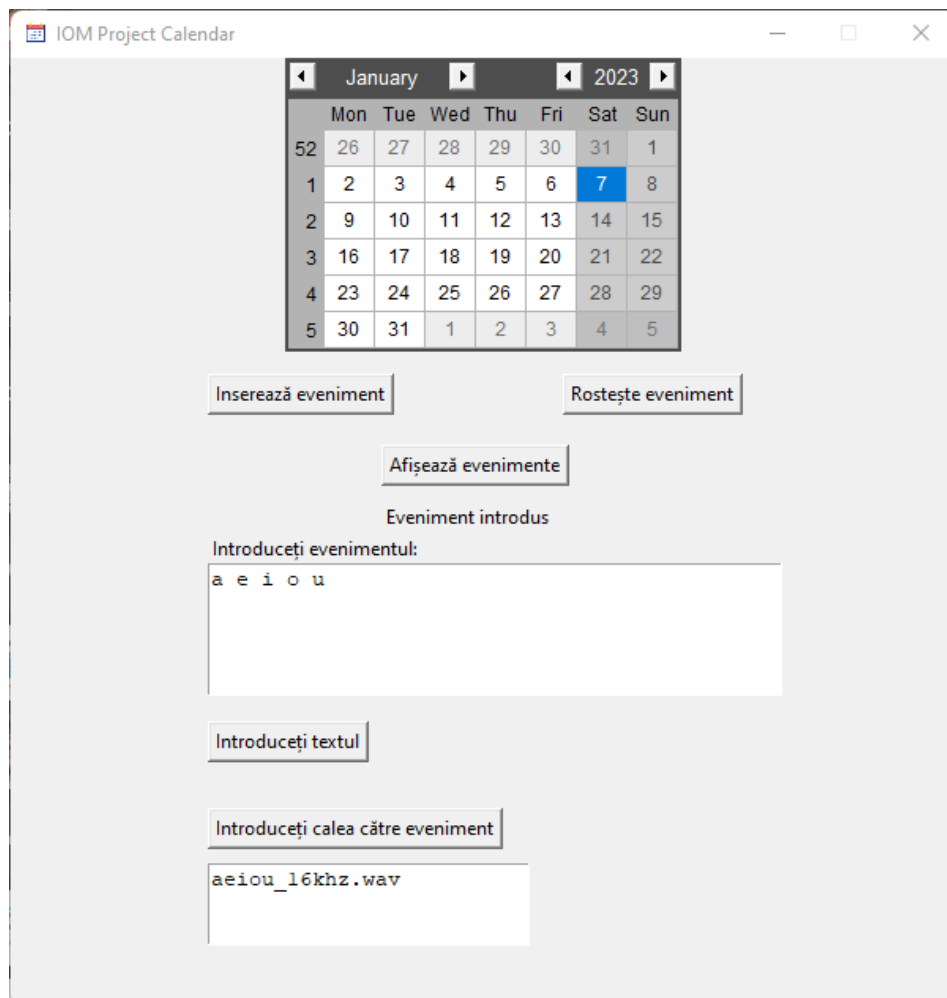 IOM Project Calendar
January 2023
Mon Tue Wed Thu Fri Sat Sun
52 26 27 28 29 30 31 1
1 2 3 4 5 6 7 8
2 9 10 11 12 13 14 15
3 16 17 18 19 20 21 22
4 23 24 25 26 27 28 29
5 30 31 1 2 3 4 5
Inserează eveniment Rostește eveniment
Afișează evenimente
Eveniment introdus
Introduceți evenimentul:
a e i o u
Introduceți textul
Introduceți calea către eveniment
aeiou_16khz.wav